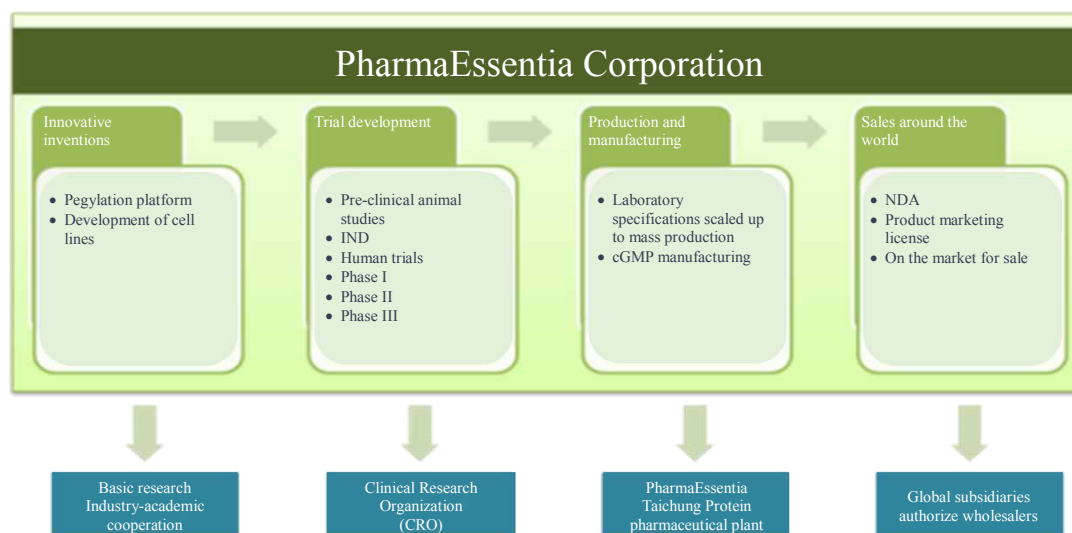 PharmaEssentia Corporation
Innovative
inventions
• Pegylation platform
• Development of cell
lines
Trial development
• Pre-clinical animal
studies
• IND
• Human trials
• Phase I
• Phase II
• Phase III
Production and
manufacturing
• Laboratory
specifications scaled up
to mass production
• cGMP manufacturing
Sales around the
world
• NDA
• Product marketing
license
• On the market for sale
Basic research
Industry-academic
cooperation
Clinical Research
Organization
(CRO)
PharmaEssentia
Taichung Protein
pharmaceutical plant
Global subsidiaries
authorize wholesalers